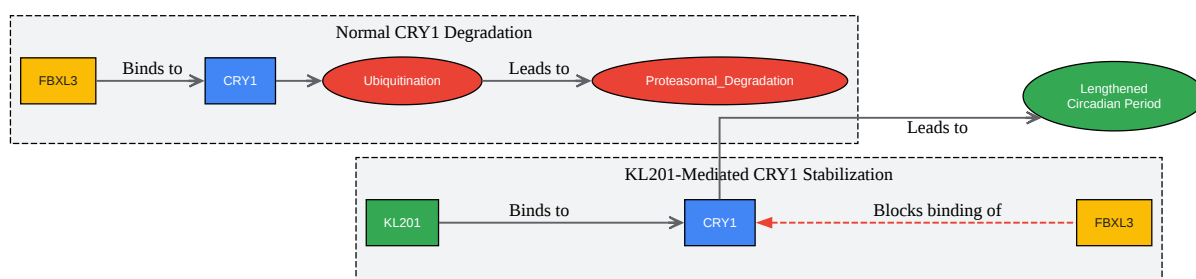 Normal CRY1 Degradation
FBXL3
Binds to
CRY1
Ubiquitination
Leads to
Proteasomal_Degradation
Lengthened
Circadian Period
Leads to
KL201-Mediated CRY1 Stabilization
KL201
Binds to
CRY1
Blocks binding of
FBXL3